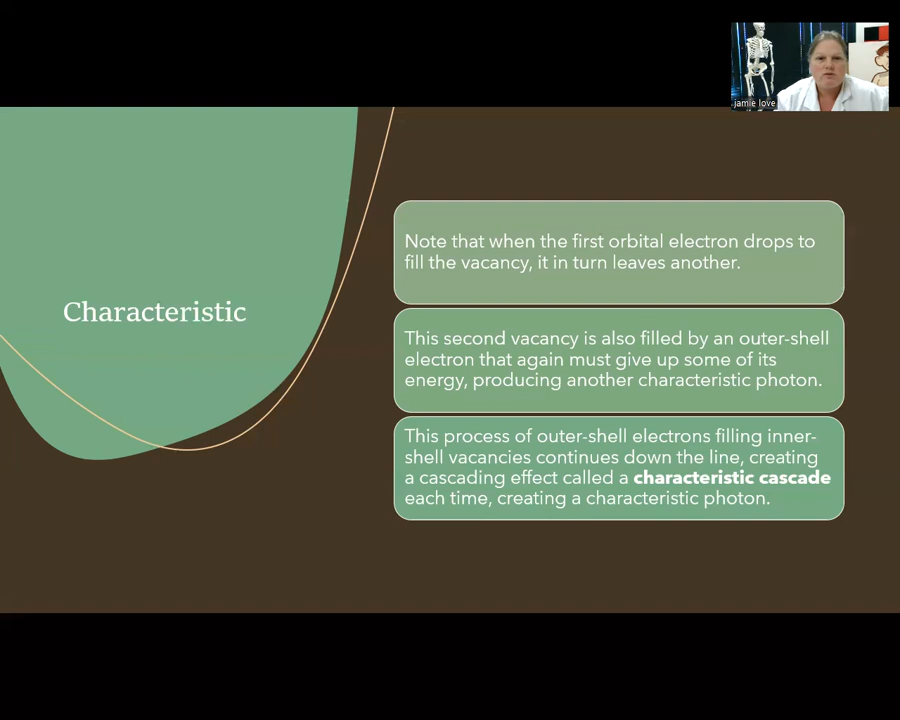 jamie love
Characteristic
Note that when the first orbital electron drops to
fill the vacancy, it in turn leaves another.
This second vacancy is also filled by an outer-shell
electron that again must give up some of its
energy, producing another characteristic photon.
This process of outer-shell electrons filling inner-
shell vacancies continues down the line, creating
a cascading effect called a characteristic cascade
each time, creating a characteristic photon.